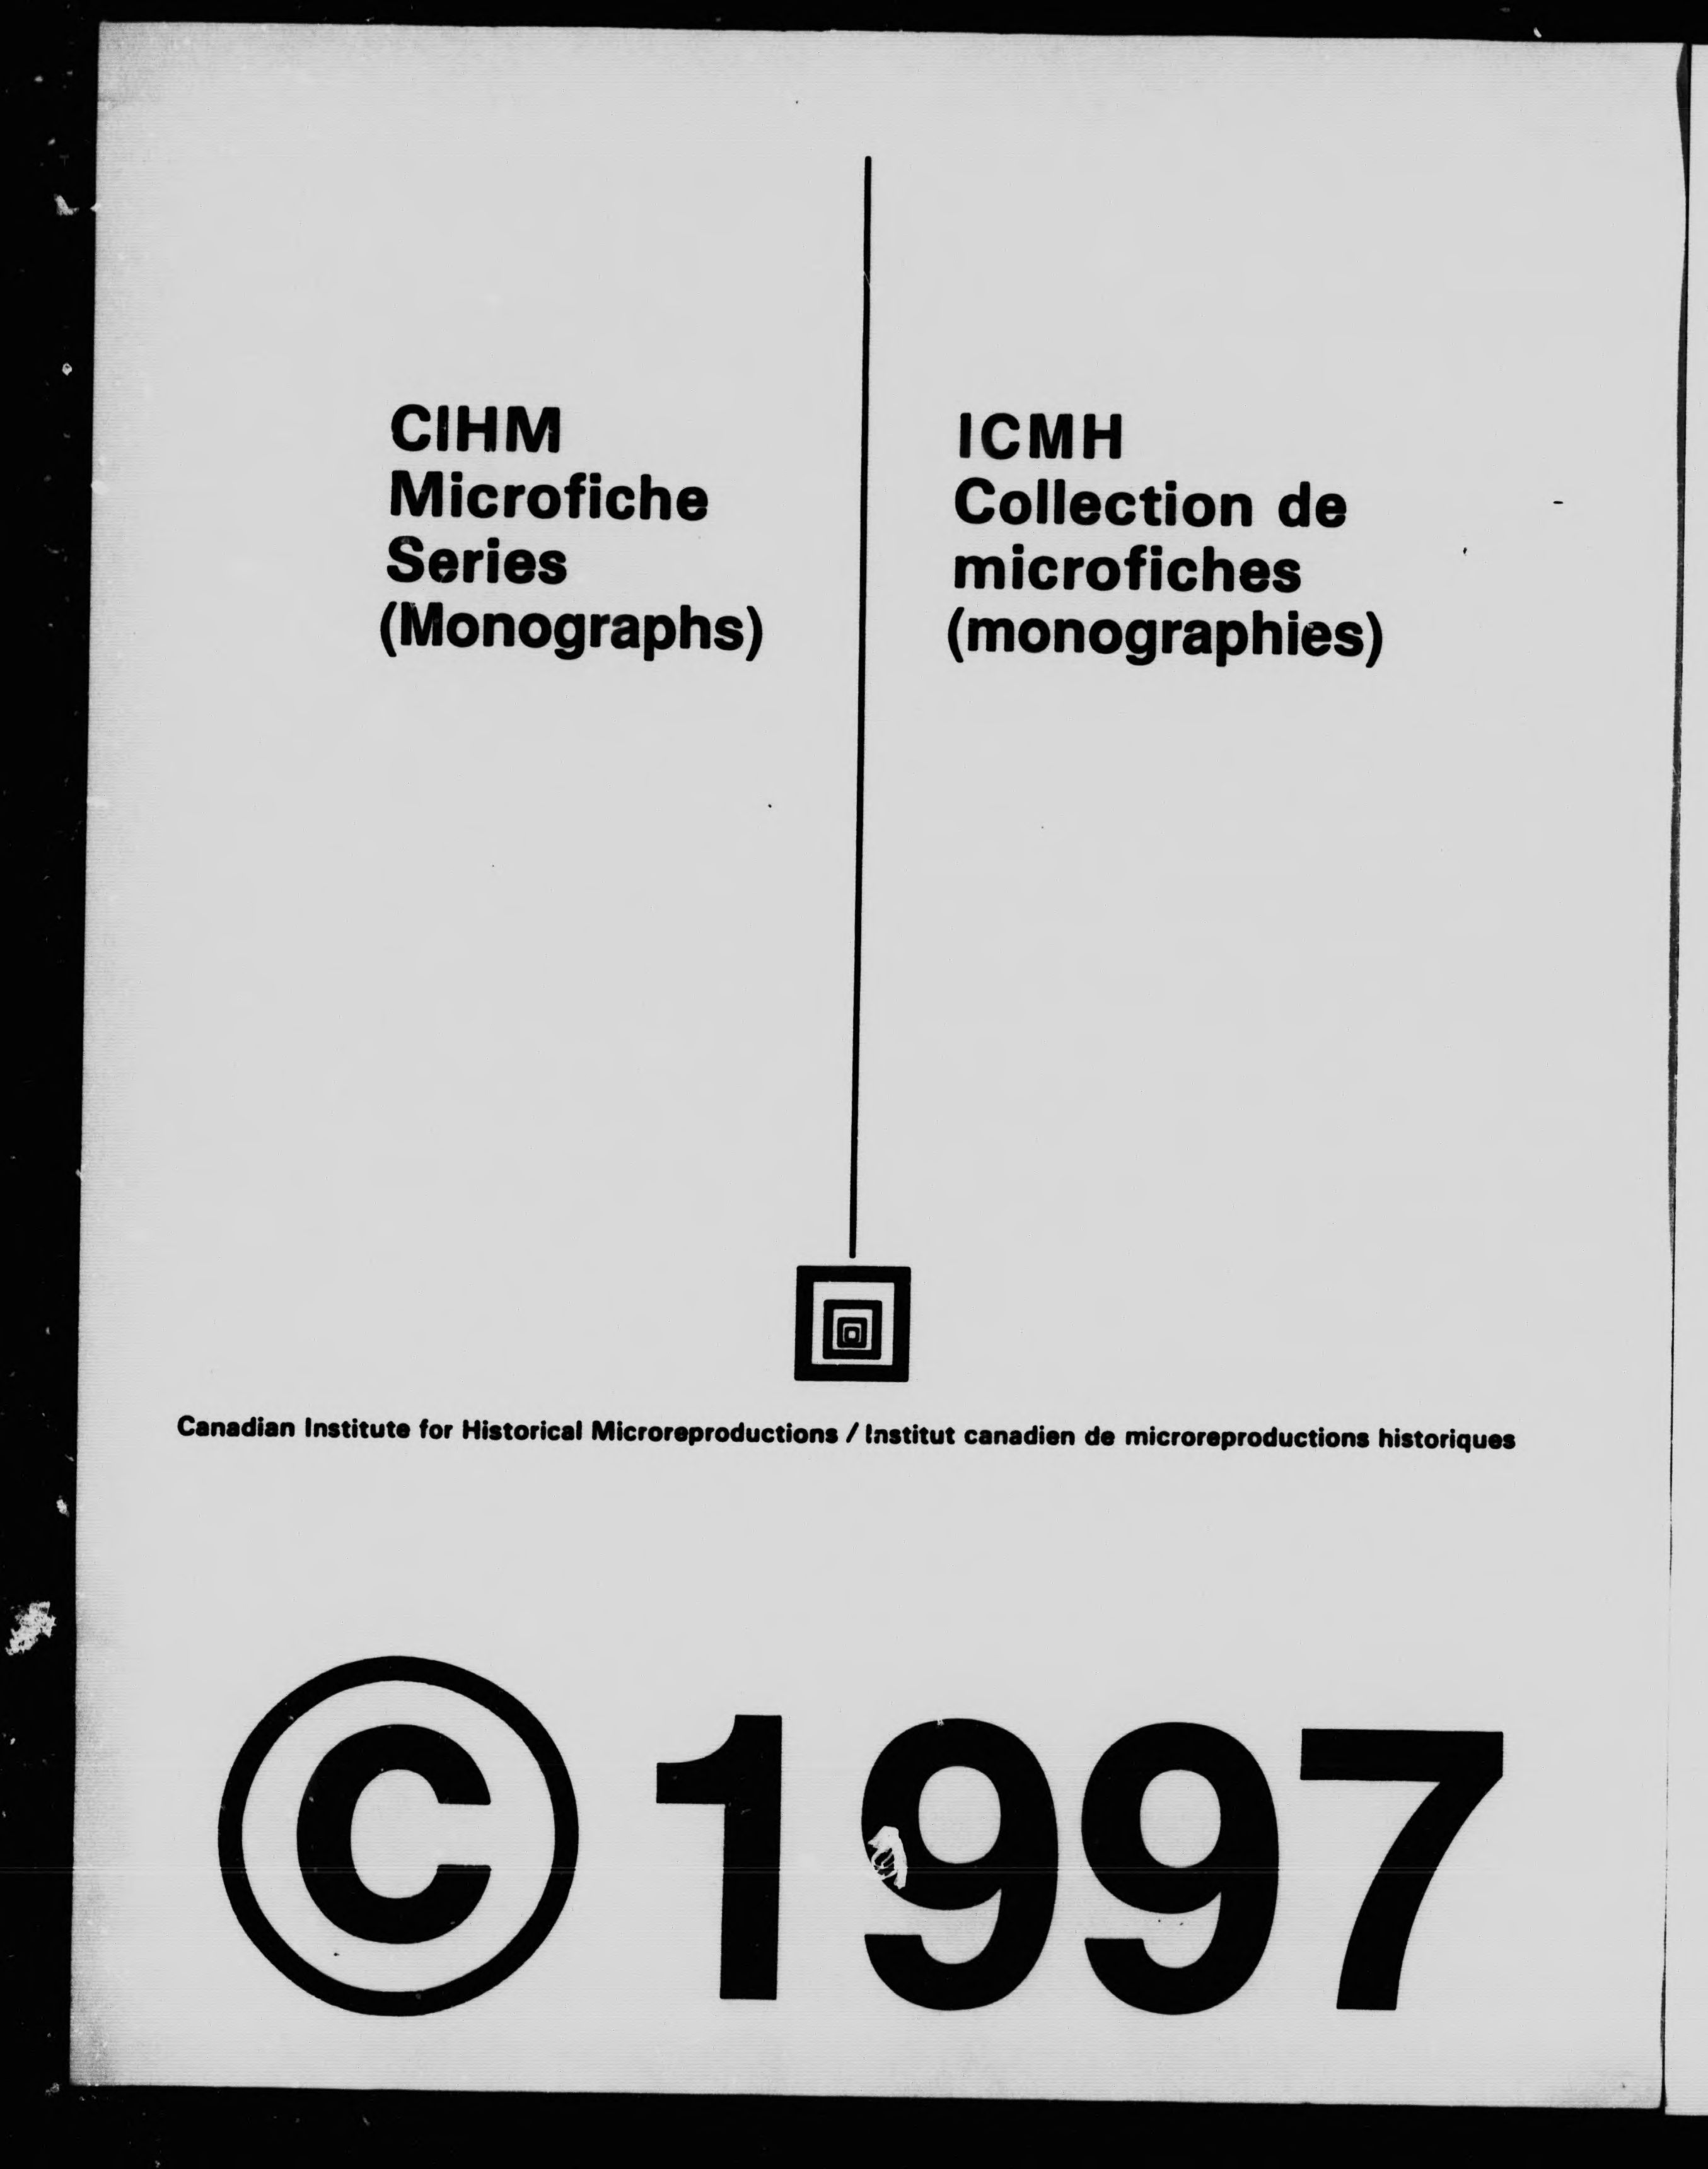 CIHM
Microfiche
Series
(Monographs)
ICMH
Collection de
microfiches
(monographies)
Canadian Institute for Historical Microreproductions / Institut canadien de microreproductions historiques
© 1997